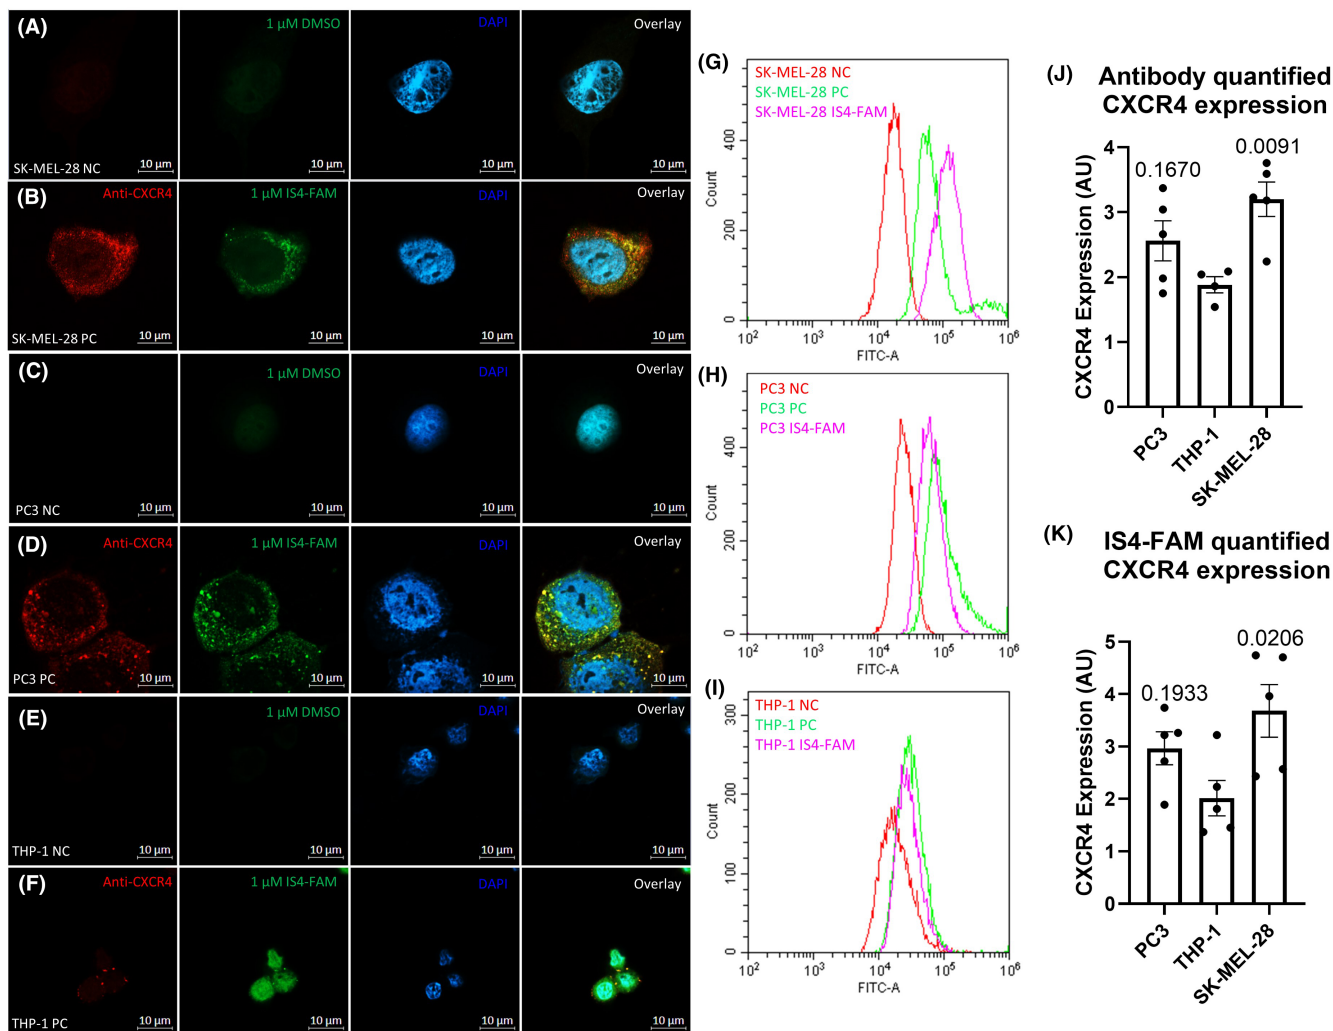 (A)
1 µM DMSO
DAPI
Overlay
SK-MEL-28 NC
10 µm
10 µm
10 µm
10 µm
(B)
Anti-CXCR4
1 µM IS4-FAM
DAPI
Overlay
SK-MEL-28 PC
10 µm
10 µm
10 µm
10 µm
(C)
1 µM DMSO
DAPI
Overlay
PC3 NC
10 µm
10 µm
10 µm
10 µm
(D)
Anti-CXCR4
1 µM IS4-FAM
DAPI
Overlay
PC3 PC
10 µm
10 µm
10 µm
10 µm
(E)
1 µM DMSO
DAPI
Overlay
THP-1 NC
10 µm
10 µm
10 µm
10 µm
(F)
Anti-CXCR4
1 µM IS4-FAM
DAPI
Overlay
THP-1 PC
10 µm
10 µm
10 µm
10 µm
(G)
SK-MEL-28 NC
SK-MEL-28 PC
SK-MEL-28 IS4-FAM
Count
400
200
0
10² 10³ 10⁴ 10⁵ 10⁶
FITC-A
(H)
PC3 NC
PC3 PC
PC3 IS4-FAM
Count
400
200
0
10² 10³ 10⁴ 10⁵ 10⁶
FITC-A
(I)
THP-1 NC
THP-1 PC
THP-1 IS4-FAM
Count
300
200
100
0
10² 10³ 10⁴ 10⁵ 10⁶
FITC-A
(J)
Antibody quantified
CXCR4 expression
CXCR4 Expression (AU)
4
3
2
1
0
0.1670
0.0091
PC3
THP-1
SK-MEL-28
(K)
IS4-FAM quantified
CXCR4 expression
CXCR4 Expression (AU)
5
4
3
2
1
0
0.1933
0.0206
PC3
THP-1
SK-MEL-28